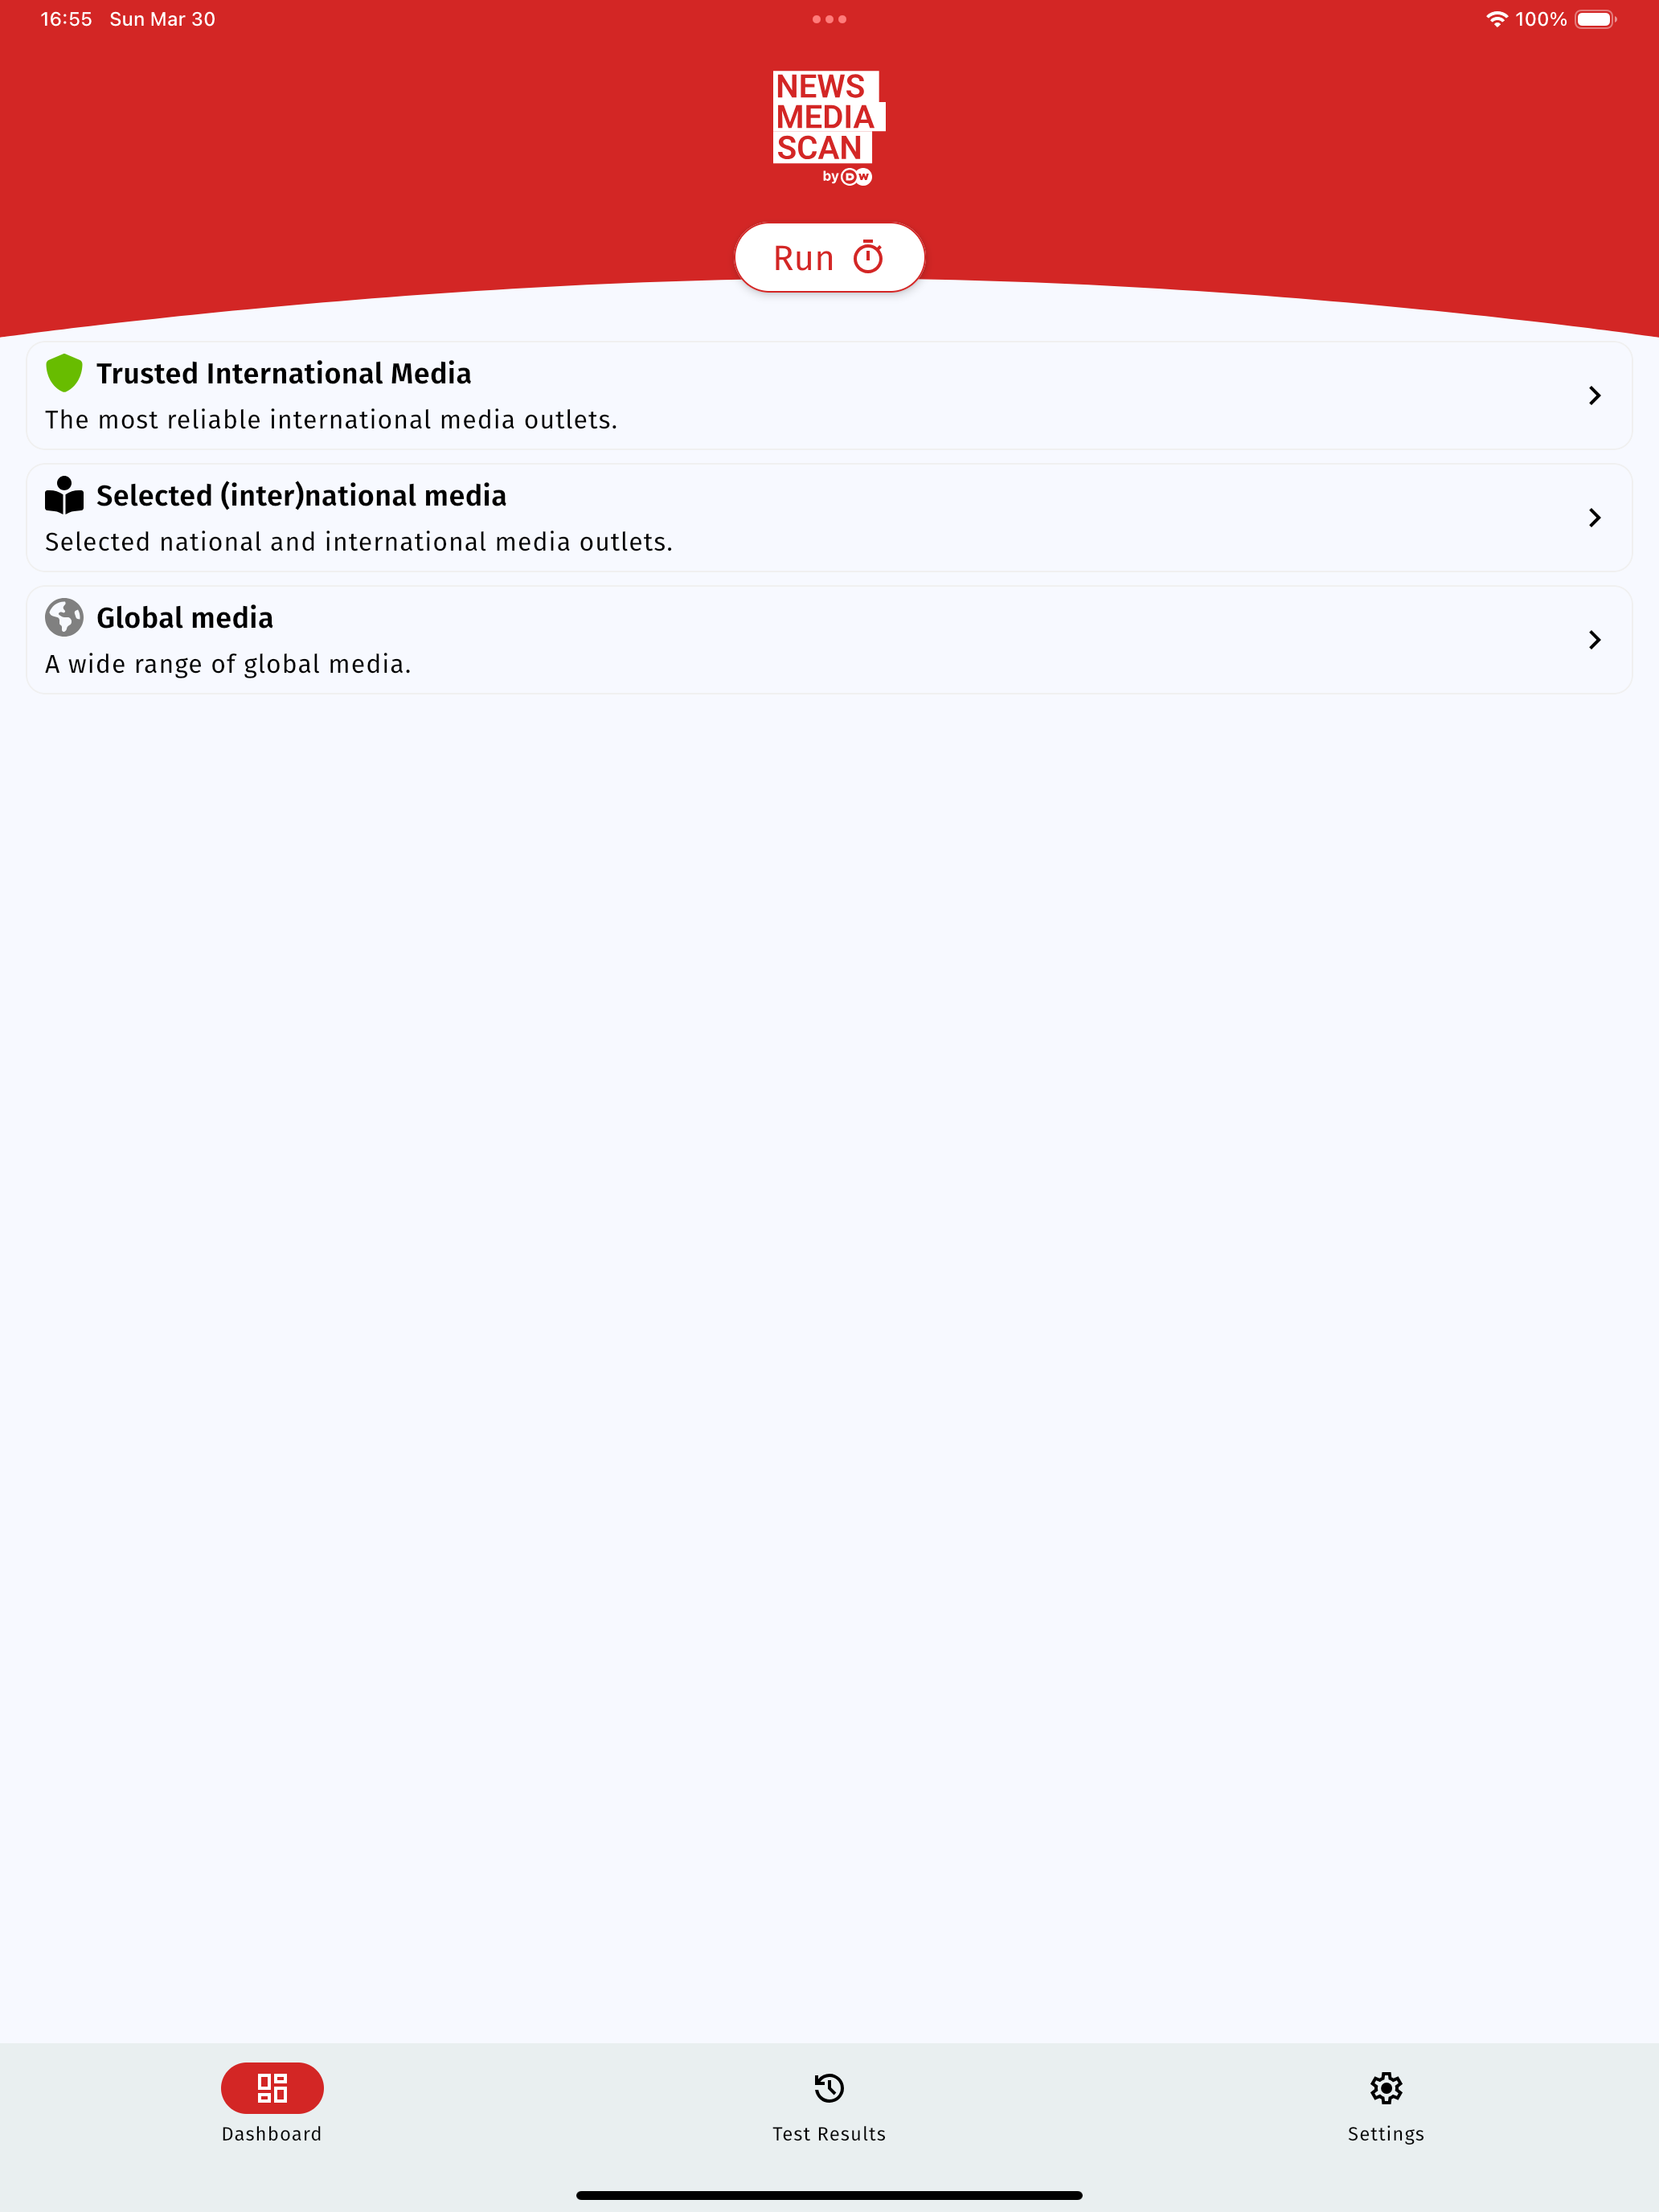 16:55 Sun Mar 30
100%
NEWS
MEDIA
SCAN
by DW
Run
Trusted International Media
The most reliable international media outlets.
Selected (inter)national media
Selected national and international media outlets.
Global media
A wide range of global media.
Dashboard
Test Results
Settings